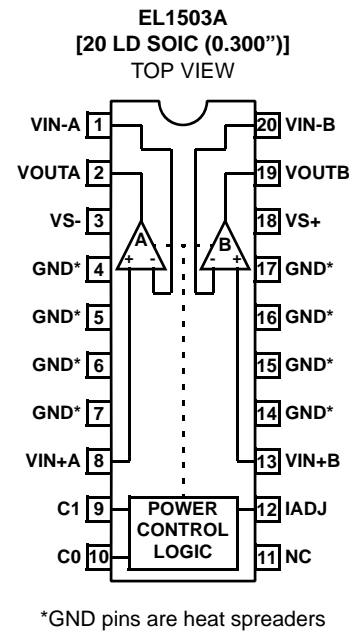 EL1503A
[20 LD SOIC (0.300”)]
TOP VIEW
VIN-A 1
20 VIN-B
VOUTA 2
19 VOUTB
VS- 3
18 VS+
A
B
+ -
- +
GND* 4
17 GND*
GND* 5
16 GND*
GND* 6
15 GND*
GND* 7
14 GND*
VIN+A 8
13 VIN+B
C1 9
12 IADJ
POWER
CONTROL
LOGIC
C0 10
11 NC
*GND pins are heat spreaders